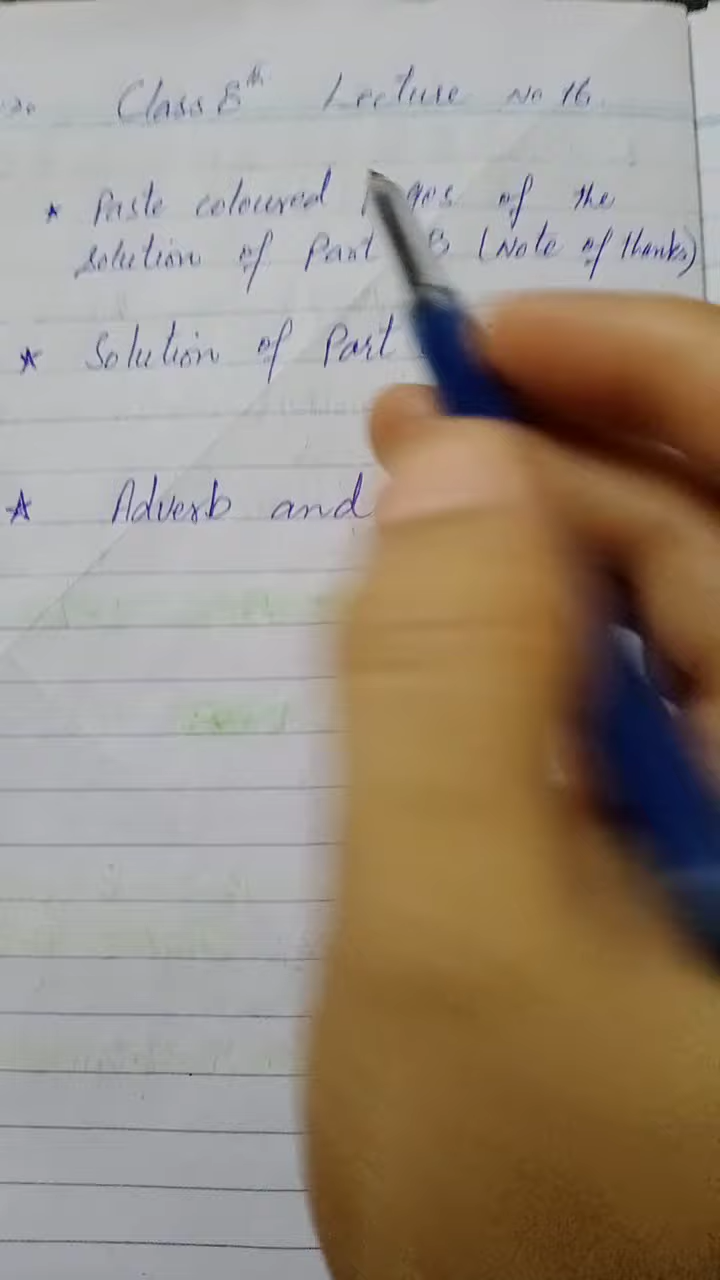 Class 8th Lecture No 16
* Paste coloured of the
solution of Part B (Note of thanks)
* Solution of Part
* Adverb and